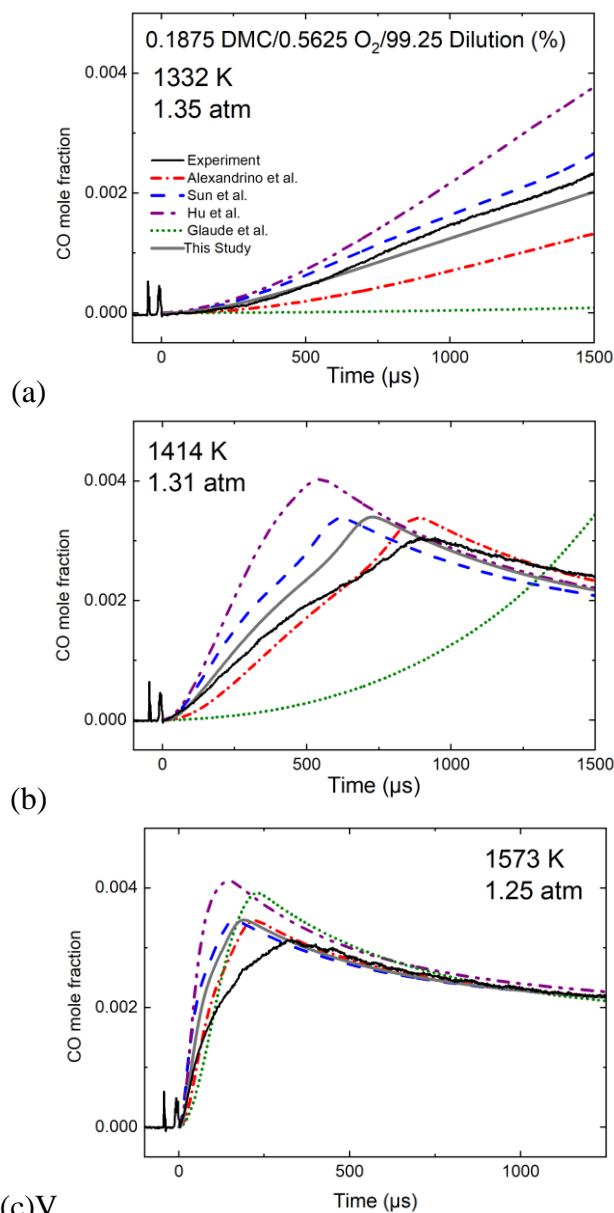 0.1875 DMC/0.5625 O2/99.25 Dilution (%)
1332 K
1.35 atm
Experiment
Alexandrino et al.
Sun et al.
Hu et al.
Glaude et al.
This Study
CO mole fraction
0.004
0.002
0.000
0 500 1000 1500
Time (µs)
(a)
1414 K
1.31 atm
CO mole fraction
0.004
0.002
0.000
0 500 1000 1500
Time (µs)
(b)
1573 K
1.25 atm
CO mole fraction
0.004
0.002
0.000
0 500 1000
Time (µs)
(c)V